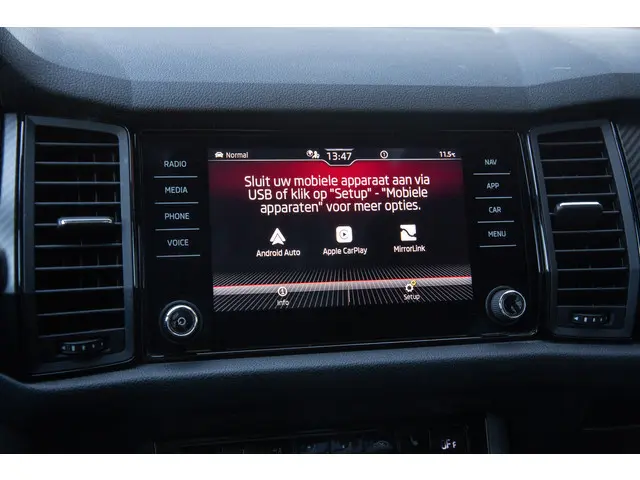 Normal
13:47
11.5°C
RADIO
MEDIA
PHONE
VOICE
NAV
APP
CAR
MENU
Sluit uw mobiele apparaat aan via
USB of klik op "Setup" - "Mobiele
apparaten" voor meer opties.
Android Auto
Apple CarPlay
MirrorLink
Info
Setup
OFF